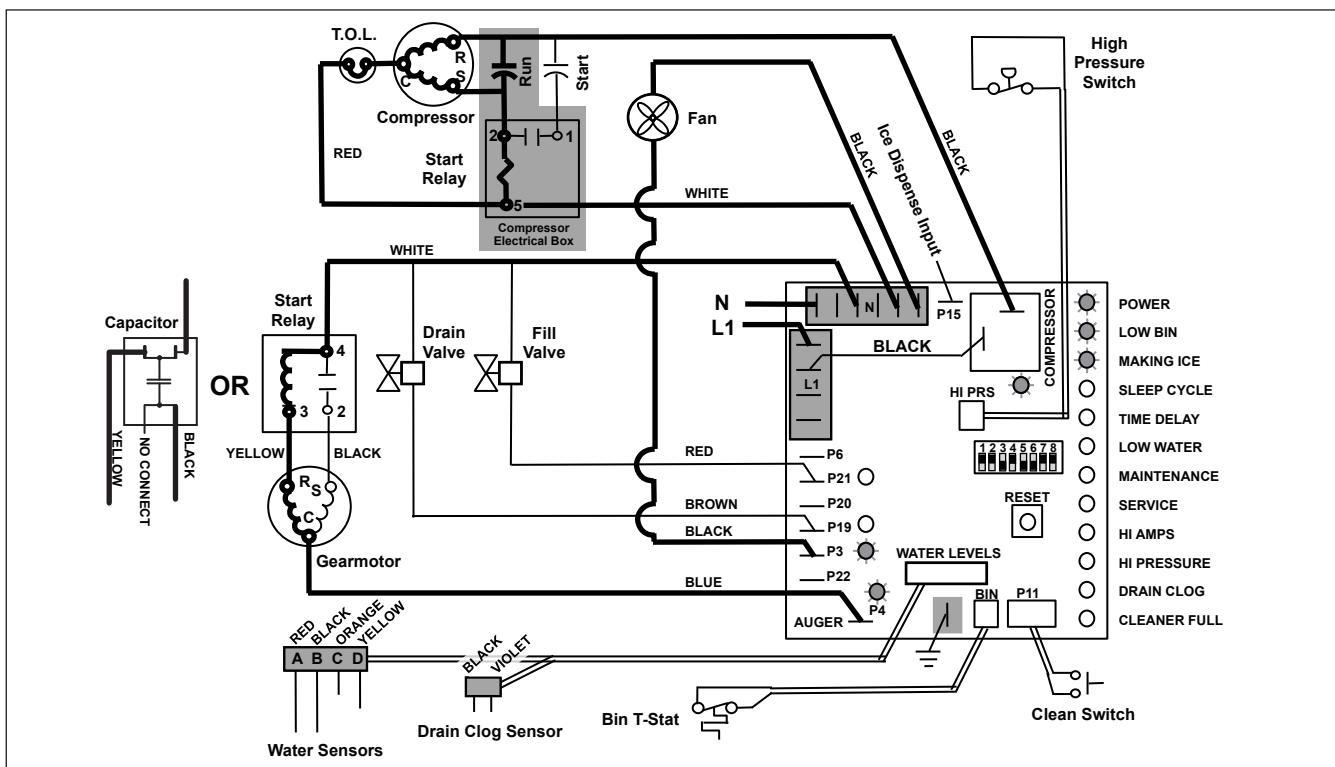 T.O.L.
R
C
S
Compressor
Run
Start
RED
2
1
Start
Relay
5
Compressor
Electrical Box
WHITE
Fan
BLACK
Ice Dispense Input
BLACK
High
Pressure
Switch
WHITE
Capacitor
YELLOW
NO CONNECT
BLACK
OR
Start
Relay
4
3
2
YELLOW
BLACK
R
S
C
Gearmotor
Drain
Valve
Fill
Valve
N
L1
N
P15
BLACK
L1
COMPRESSOR
HI PRS
1 2 3 4 5 6 7 8
RESET
POWER
LOW BIN
MAKING ICE
SLEEP CYCLE
TIME DELAY
LOW WATER
MAINTENANCE
SERVICE
HI AMPS
HI PRESSURE
DRAIN CLOG
CLEANER FULL
P6
RED
P21
P20
BROWN
P19
BLACK
P3
P22
BLUE
P4
AUGER
WATER LEVELS
BIN
P11
RED
BLACK
ORANGE
YELLOW
A B C D
Water Sensors
BLACK
VIOLET
Drain Clog Sensor
Bin T-Stat
Clean Switch